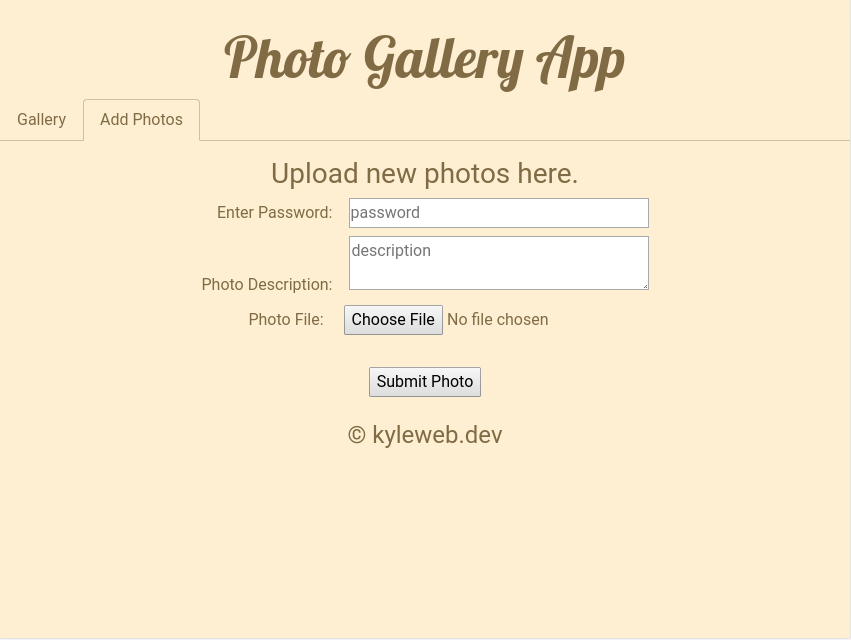 Photo Gallery App
Gallery Add Photos
Upload new photos here.
Enter Password: password
description
Photo Description:
Photo File: Choose File No file chosen
Submit Photo
© kyleweb.dev